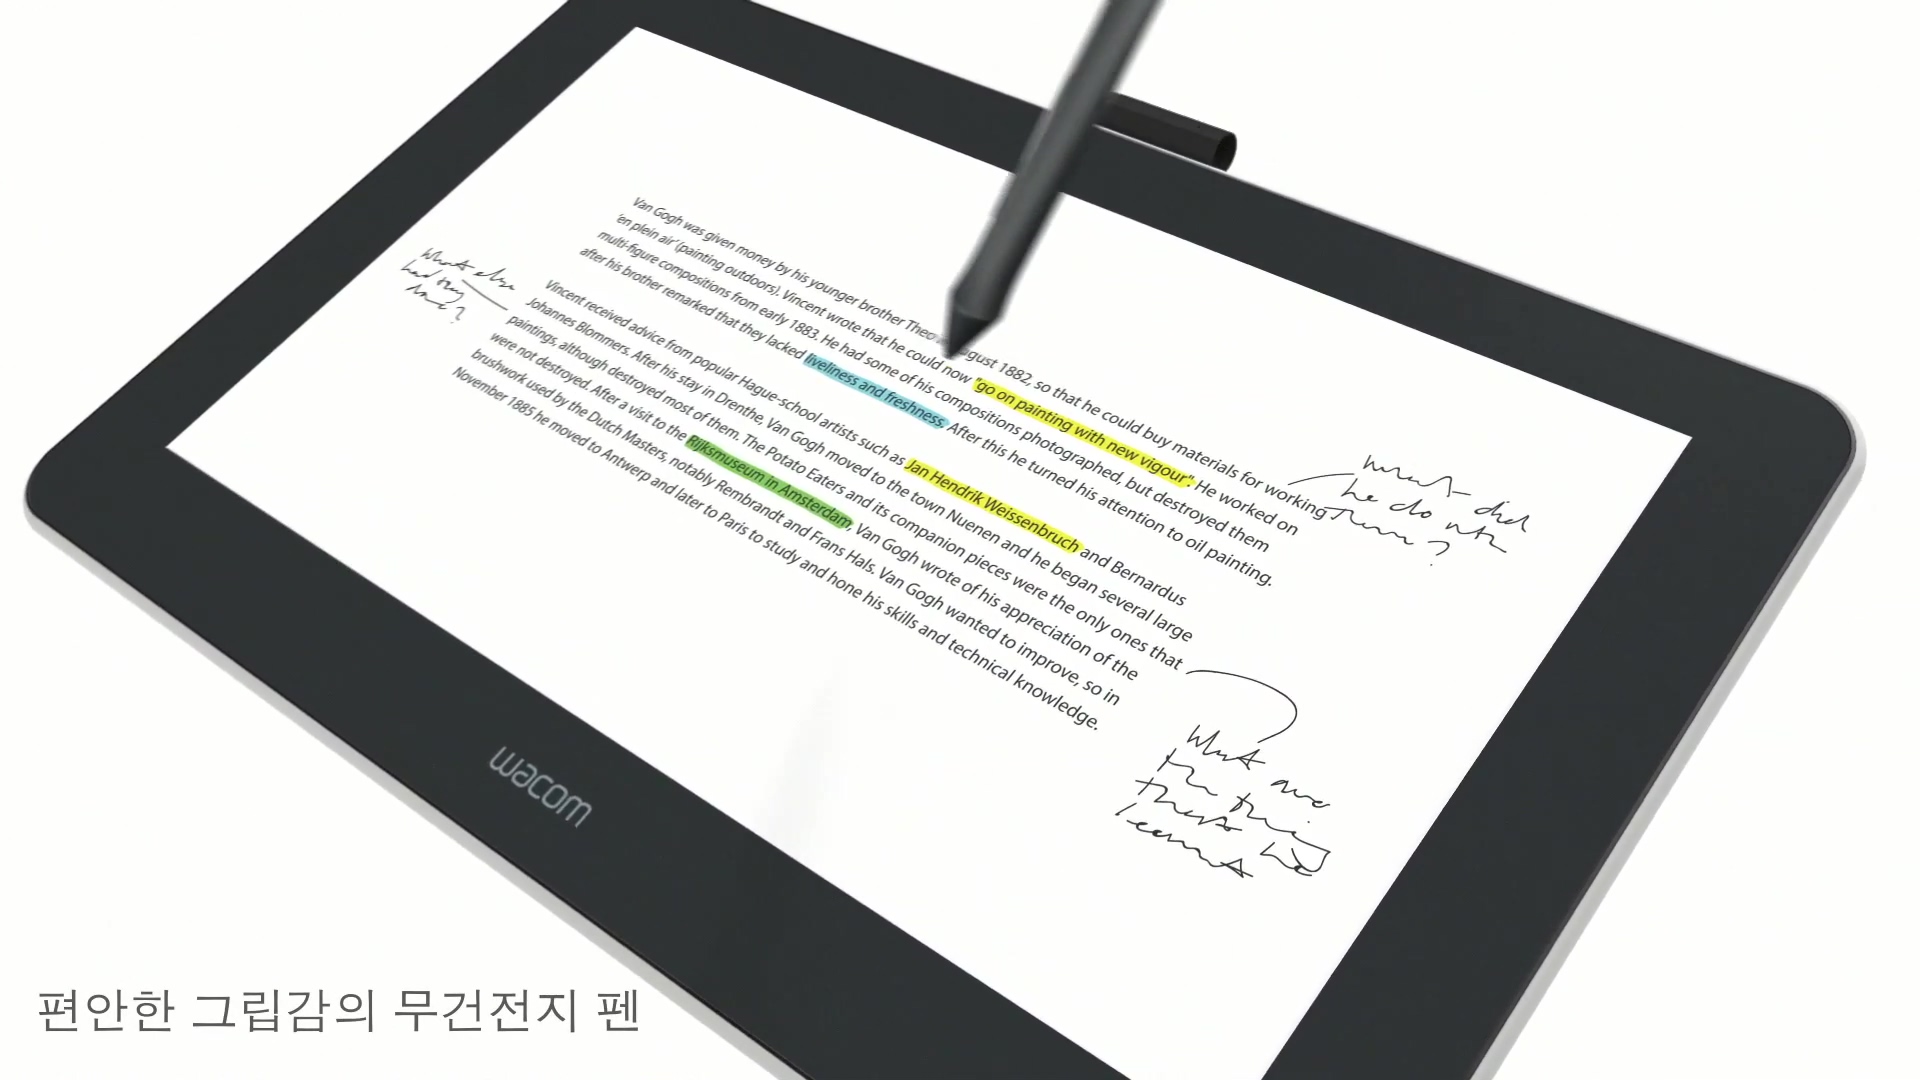 Van Gogh was given money by his younger brother Theo in August 1882, so that he could buy materials for working
'en plein air' (painting outdoors). Vincent wrote that he could now "go on painting with new vigour". He worked on
multi-figure compositions from early 1883. He had some of his compositions photographed, but destroyed them
after his brother remarked that they lacked liveliness and freshness. After this he turned his attention to oil painting.
Vincent received advice from popular Hague-school artists such as Jan Hendrik Weissenbruch and Bernardus
Johannes Blommers. After his stay in Drenthe, Van Gogh moved to the town Nuenen and he began several large
paintings, although destroyed most of them. The Potato Eaters and its companion pieces were the only ones that
were not destroyed. After a visit to the Rijksmuseum in Amsterdam, Van Gogh wrote of his appreciation of the
brushwork used by the Dutch Masters, notably Rembrandt and Frans Hals. Van Gogh wanted to improve, so in
November 1885 he moved to Antwerp and later to Paris to study and hone his skills and technical knowledge.
What else
had
?
what did
he do with
?
What are
the
that he
learnt
wacom
편안한 그립감의 무건전지 펜